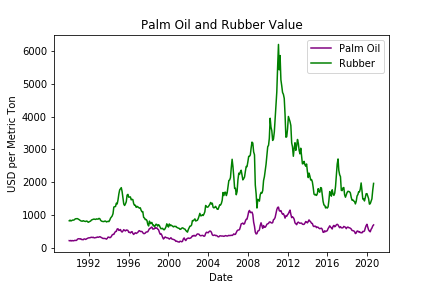 Palm Oil and Rubber Value
Palm Oil
Rubber
USD per Metric Ton
6000
5000
4000
3000
2000
1000
0
1992 1996 2000 2004 2008 2012 2016 2020
Date